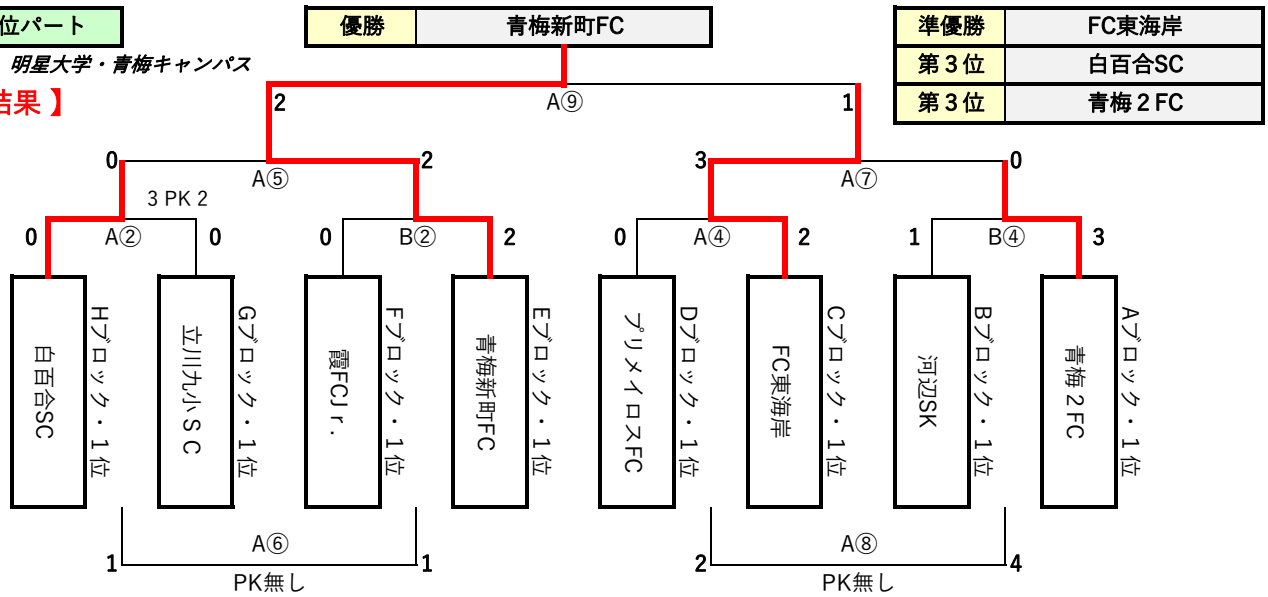 位パート
優勝 青梅新町FC
準優勝 FC東海岸
明星大学・青梅キャンパス
第３位 白百合SC
結果 】
第３位 青梅２FC
2 A⑨ 1
0 A⑤ 2
3 A⑦ 0
3 PK 2
0 A② 0
0 B② 2
0 A④ 2
1 B④ 3
白百合SC
Hブロック・１位
立川九小ＳＣ
Gブロック・１位
霞FCJｒ.
Fブロック・１位
青梅新町FC
Eブロック・１位
プリメイロスFC
Dブロック・１位
FC東海岸
Cブロック・１位
河辺SK
Bブロック・１位
青梅２FC
Aブロック・１位
1 A⑥ 1
PK無し
2 A⑧ 4
PK無し